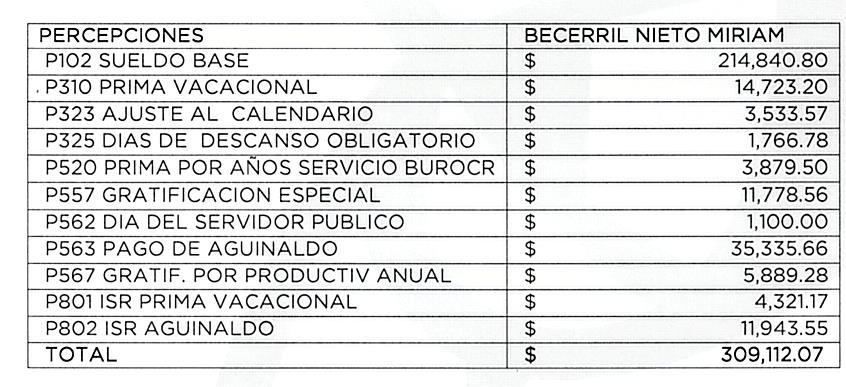 PERCEPCIONES BECERRIL NIETO MIRIAM
P102 SUELDO BASE $ 214,840.80
P310 PRIMA VACACIONAL $ 14,723.20
P323 AJUSTE AL CALENDARIO $ 3,533.57
P325 DIAS DE DESCANSO OBLIGATORIO $ 1,766.78
P520 PRIMA POR AÑOS SERVICIO BUROCR $ 3,879.50
P557 GRATIFICACION ESPECIAL $ 11,778.56
P562 DIA DEL SERVIDOR PUBLICO $ 1,100.00
P563 PAGO DE AGUINALDO $ 35,335.66
P567 GRATIF. POR PRODUCTIV ANUAL $ 5,889.28
P801 ISR PRIMA VACACIONAL $ 4,321.17
P802 ISR AGUINALDO $ 11,943.55
TOTAL $ 309,112.07